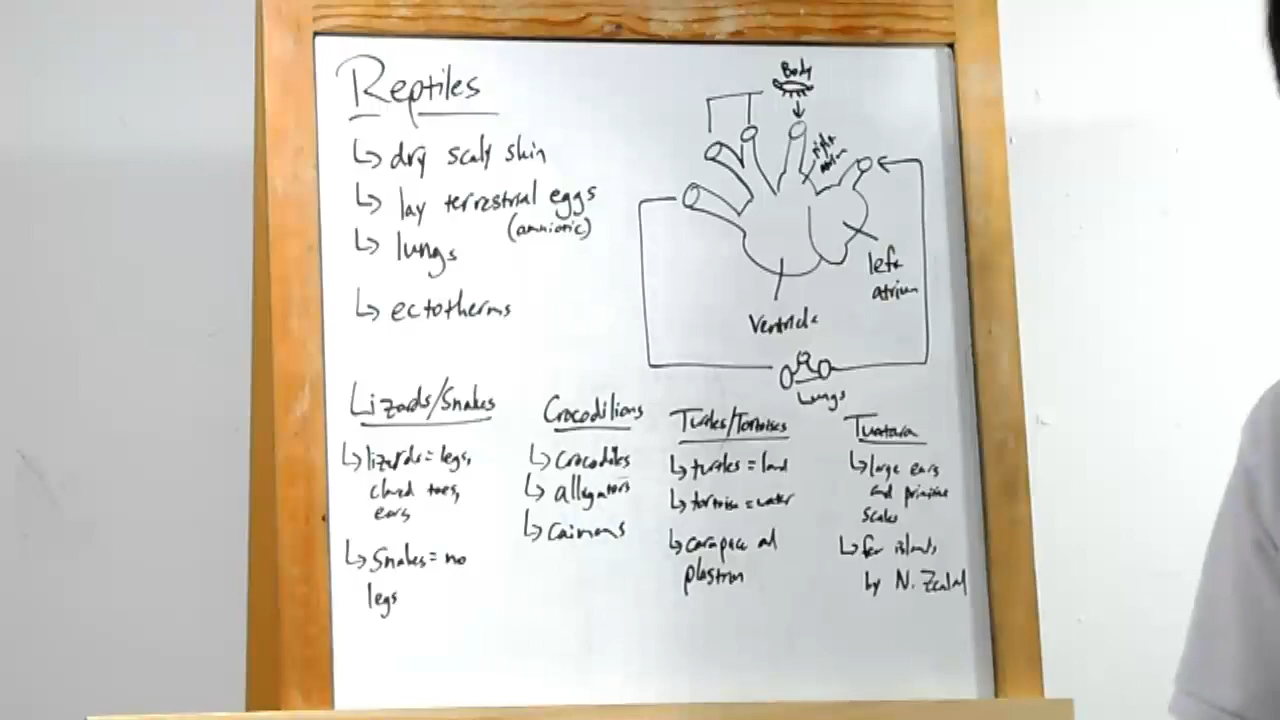 Reptiles
↳ dry scaly skin
↳ lay terrestrial eggs
(amniotic)
↳ lungs
↳ ectotherms
Body
right
atrium
left
atrium
Ventricle
Lungs
Lizards/Snakes
↳ lizards = legs,
clawed toes,
ears
↳ Snakes = no
legs
Crocodilians
↳ crocodiles
↳ alligators
↳ Caimans
Turtles/Tortoises
↳ turtles = land
↳ tortoise = water
↳ carapace and
plastron
Tuatara
↳ large ears
and primitive
scales
↳ few islands
by N. Zealand